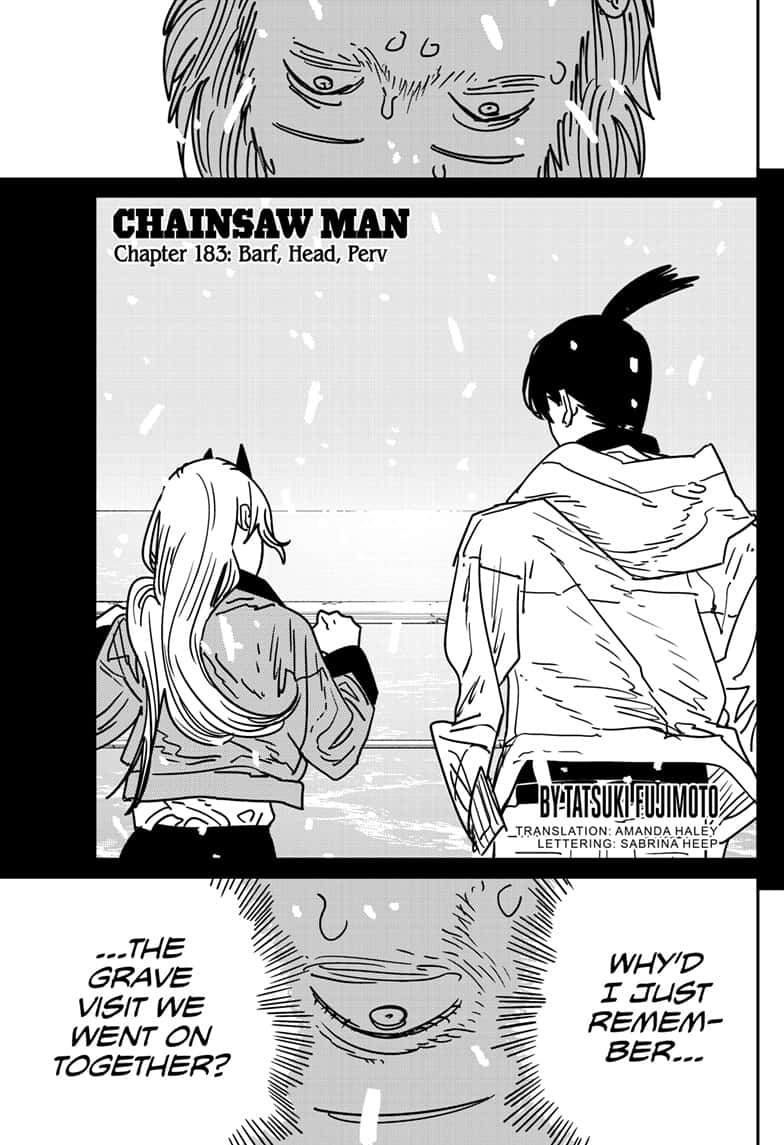 CHAINSAW MAN
Chapter 183: Barf, Head, Perv
BY TATSUKI FUJIMOTO
TRANSLATION: AMANDA HALEY
LETTERING: SABRINA HEEP
WHY'D
I JUST
REMEM-
BER...
...THE
GRAVE
VISIT WE
WENT ON
TOGETHER?